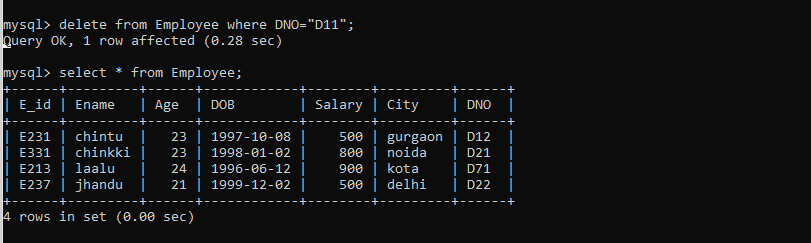 mysql> delete from Employee where DNO="D11";
Query OK, 1 row affected (0.28 sec)
mysql> select * from Employee;
+------+---------+------+------------+--------+---------+------+
| E_id | Ename   | Age  | DOB        | Salary | City    | DNO  |
+------+---------+------+------------+--------+---------+------+
| E231 | chintu  |   23 | 1997-10-08 |    500 | gurgaon | D12  |
| E331 | chinkki |   23 | 1998-01-02 |    800 | noida   | D21  |
| E213 | laalu   |   24 | 1996-06-12 |    900 | kota    | D71  |
| E237 | jhandu  |   21 | 1999-12-02 |    500 | delhi   | D22  |
+------+---------+------+------------+--------+---------+------+
4 rows in set (0.00 sec)